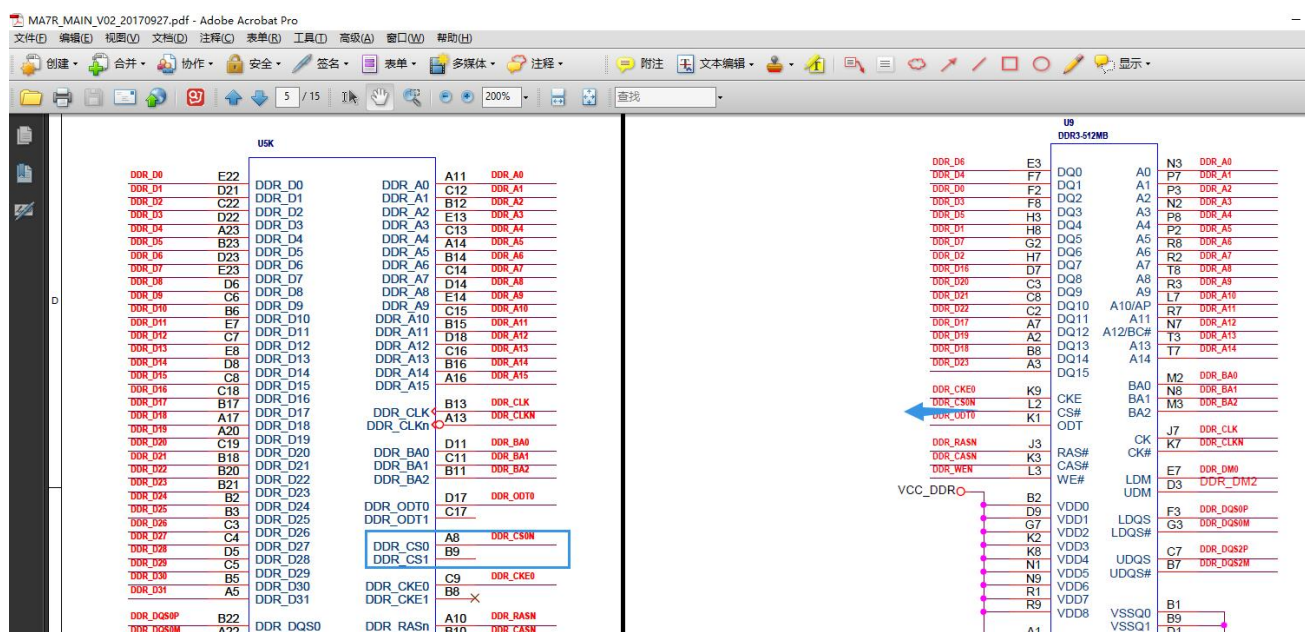 MA7R_MAIN_V02_20170927.pdf - Adobe Acrobat Pro
文件(F) 编辑(E) 视图(V) 文档(D) 注释(C) 表单(R) 工具(T) 高级(A) 窗口(W) 帮助(H)
创建 合并 协作 安全 签名 表单 多媒体 注释 附注 文本编辑 显示
5 / 15 200% 查找
U5K
DDR_D0 E22 DDR_D0 DDR_A0 A11 DDR_A0
DDR_D1 D21 DDR_D1 DDR_A1 C12 DDR_A1
DDR_D2 C22 DDR_D2 DDR_A2 B12 DDR_A2
DDR_D3 D22 DDR_D3 DDR_A3 E13 DDR_A3
DDR_D4 A23 DDR_D4 DDR_A4 C13 DDR_A4
DDR_D5 B23 DDR_D5 DDR_A5 A14 DDR_A5
DDR_D6 D23 DDR_D6 DDR_A6 B14 DDR_A6
DDR_D7 E23 DDR_D7 DDR_A7 C14 DDR_A7
DDR_D8 D6 DDR_D8 DDR_A8 D14 DDR_A8
DDR_D9 C6 DDR_D9 DDR_A9 E14 DDR_A9
DDR_D10 B6 DDR_D10 DDR_A10 C15 DDR_A10
DDR_D11 E7 DDR_D11 DDR_A11 B15 DDR_A11
DDR_D12 C7 DDR_D12 DDR_A12 D18 DDR_A12
DDR_D13 E8 DDR_D13 DDR_A13 C16 DDR_A13
DDR_D14 D8 DDR_D14 DDR_A14 B16 DDR_A14
DDR_D15 C8 DDR_D15 DDR_A15 A16 DDR_A15
DDR_D16 C18 DDR_D16
DDR_D17 B17 DDR_D17 DDR_CLK B13 DDR_CLK
DDR_D18 A17 DDR_D18 DDR_CLKn A13 DDR_CLKN
DDR_D19 A20 DDR_D19
DDR_D20 C19 DDR_D20 DDR_BA0 D11 DDR_BA0
DDR_D21 B18 DDR_D21 DDR_BA1 C11 DDR_BA1
DDR_D22 B20 DDR_D22 DDR_BA2 B11 DDR_BA2
DDR_D23 B21 DDR_D23
DDR_D24 B2 DDR_D24 DDR_ODT0 D17 DDR_ODT0
DDR_D25 B3 DDR_D25 DDR_ODT1 C17
DDR_D26 C3 DDR_D26
DDR_D27 C4 DDR_D27 DDR_CS0 A8 DDR_CS0N
DDR_D28 D5 DDR_D28 DDR_CS1 B9
DDR_D29 C5 DDR_D29
DDR_D30 B5 DDR_D30 DDR_CKE0 C9 DDR_CKE0
DDR_D31 A5 DDR_D31 DDR_CKE1 B8
DDR_DQS0P B22 DDR_DQS0 DDR_RASn A10 DDR_RASN
DDR_DQS0M A22 B10 DDR_CASN
D
U9
DDR3-512MB
DDR_D6 E3 DQ0 A0 N3 DDR_A0
DDR_D4 F7 DQ1 A1 P7 DDR_A1
DDR_D0 F2 DQ2 A2 P3 DDR_A2
DDR_D3 F8 DQ3 A3 N2 DDR_A3
DDR_D5 H3 DQ4 A4 P8 DDR_A4
DDR_D1 H8 DQ5 A5 P2 DDR_A5
DDR_D7 G2 DQ6 A6 R8 DDR_A6
DDR_D2 H7 DQ7 A7 R2 DDR_A7
DDR_D16 D7 DQ8 A8 T8 DDR_A8
DDR_D20 C3 DQ9 A9 R3 DDR_A9
DDR_D21 C8 DQ10 A10/AP L7 DDR_A10
DDR_D22 C2 DQ11 A11 R7 DDR_A11
DDR_D17 A7 DQ12 A12/BC# N7 DDR_A12
DDR_D19 A2 DQ13 A13 T3 DDR_A13
DDR_D18 B8 DQ14 A14 T7 DDR_A14
DDR_D23 A3 DQ15
BA0 M2 DDR_BA0
DDR_CKE0 K9 CKE BA1 N8 DDR_BA1
DDR_CS0N L2 CS# BA2 M3 DDR_BA2
DDR_ODT0 K1 ODT
CK J7 DDR_CLK
DDR_RASN J3 RAS# CK# K7 DDR_CLKN
DDR_CASN K3 CAS#
DDR_WEN L3 WE# LDM E7 DDR_DM0
UDM D3 DDR_DM2
VCC_DDR
B2 VDD0
D9 VDD1 LDQS F3 DDR_DQS0P
G7 VDD2 LDQS# G3 DDR_DQS0M
K2 VDD3
K8 VDD4 UDQS C7 DDR_DQS2P
N1 VDD5 UDQS# B7 DDR_DQS2M
N9 VDD6
R1 VDD7
R9 VDD8 VSSQ0 B1
VSSQ1 B9
A1 D1